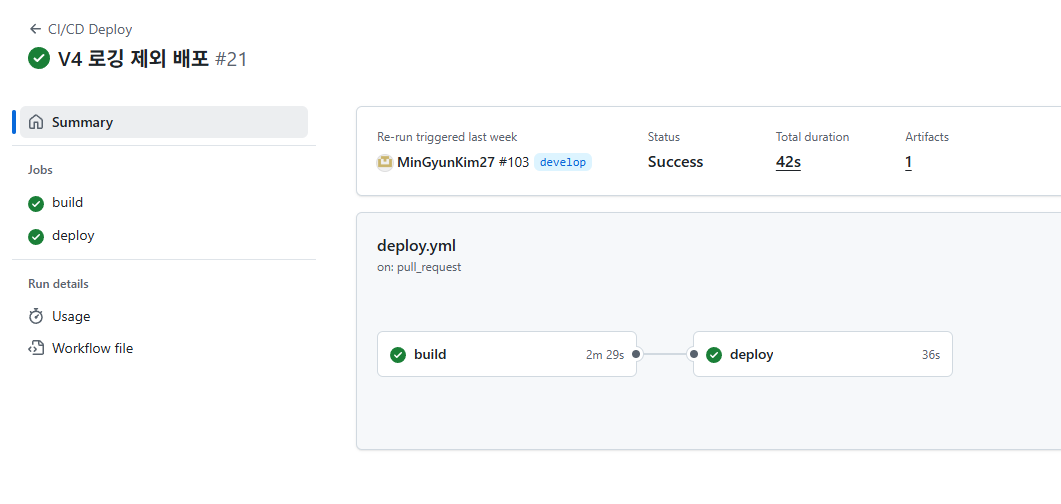 CI/CD Deploy
V4 로깅 제외 배포 #21
Summary
Jobs
build
deploy
Run details
Usage
Workflow file
Re-run triggered last week
MinGyunKim27 #103 develop
Status
Success
Total duration
42s
Artifacts
1
deploy.yml
on: pull_request
build 2m 29s
deploy 36s